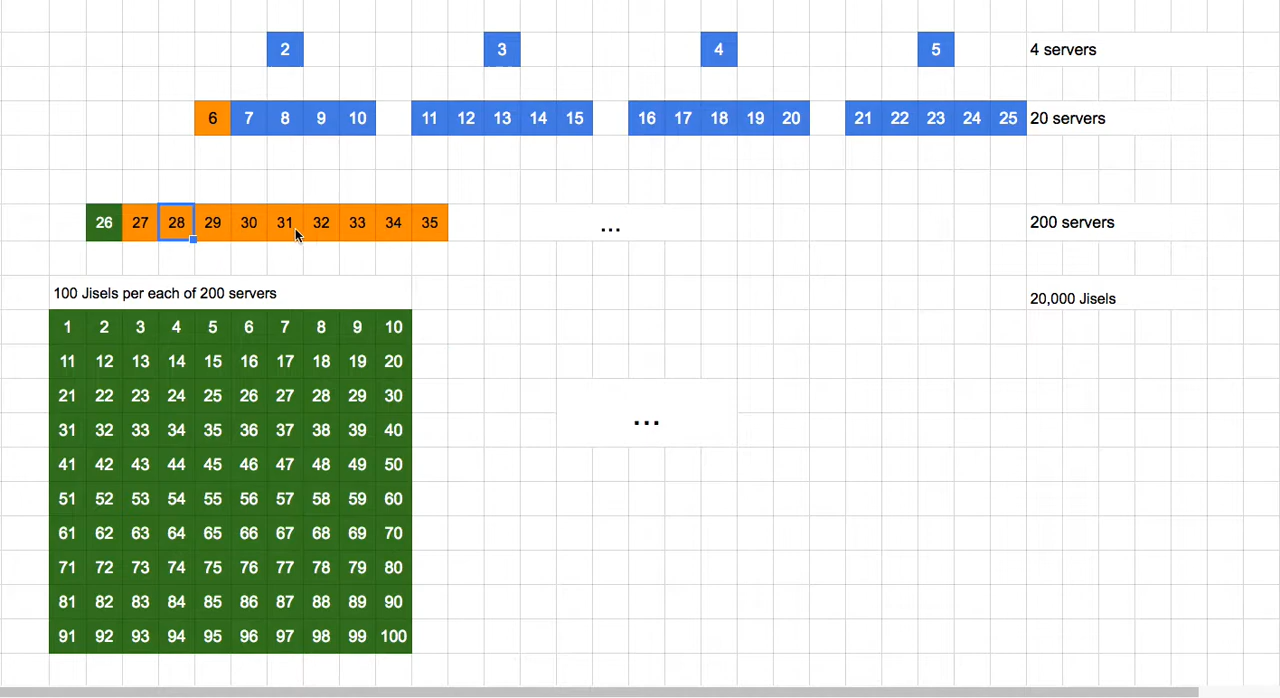 2 3 4 5 4 servers
6 7 8 9 10 11 12 13 14 15 16 17 18 19 20 21 22 23 24 25 20 servers
26 27 28 29 30 31 32 33 34 35 ... 200 servers
100 Jisels per each of 200 servers 20,000 Jisels
1 2 3 4 5 6 7 8 9 10
11 12 13 14 15 16 17 18 19 20
21 22 23 24 25 26 27 28 29 30
31 32 33 34 35 36 37 38 39 40 ...
41 42 43 44 45 46 47 48 49 50
51 52 53 54 55 56 57 58 59 60
61 62 63 64 65 66 67 68 69 70
71 72 73 74 75 76 77 78 79 80
81 82 83 84 85 86 87 88 89 90
91 92 93 94 95 96 97 98 99 100